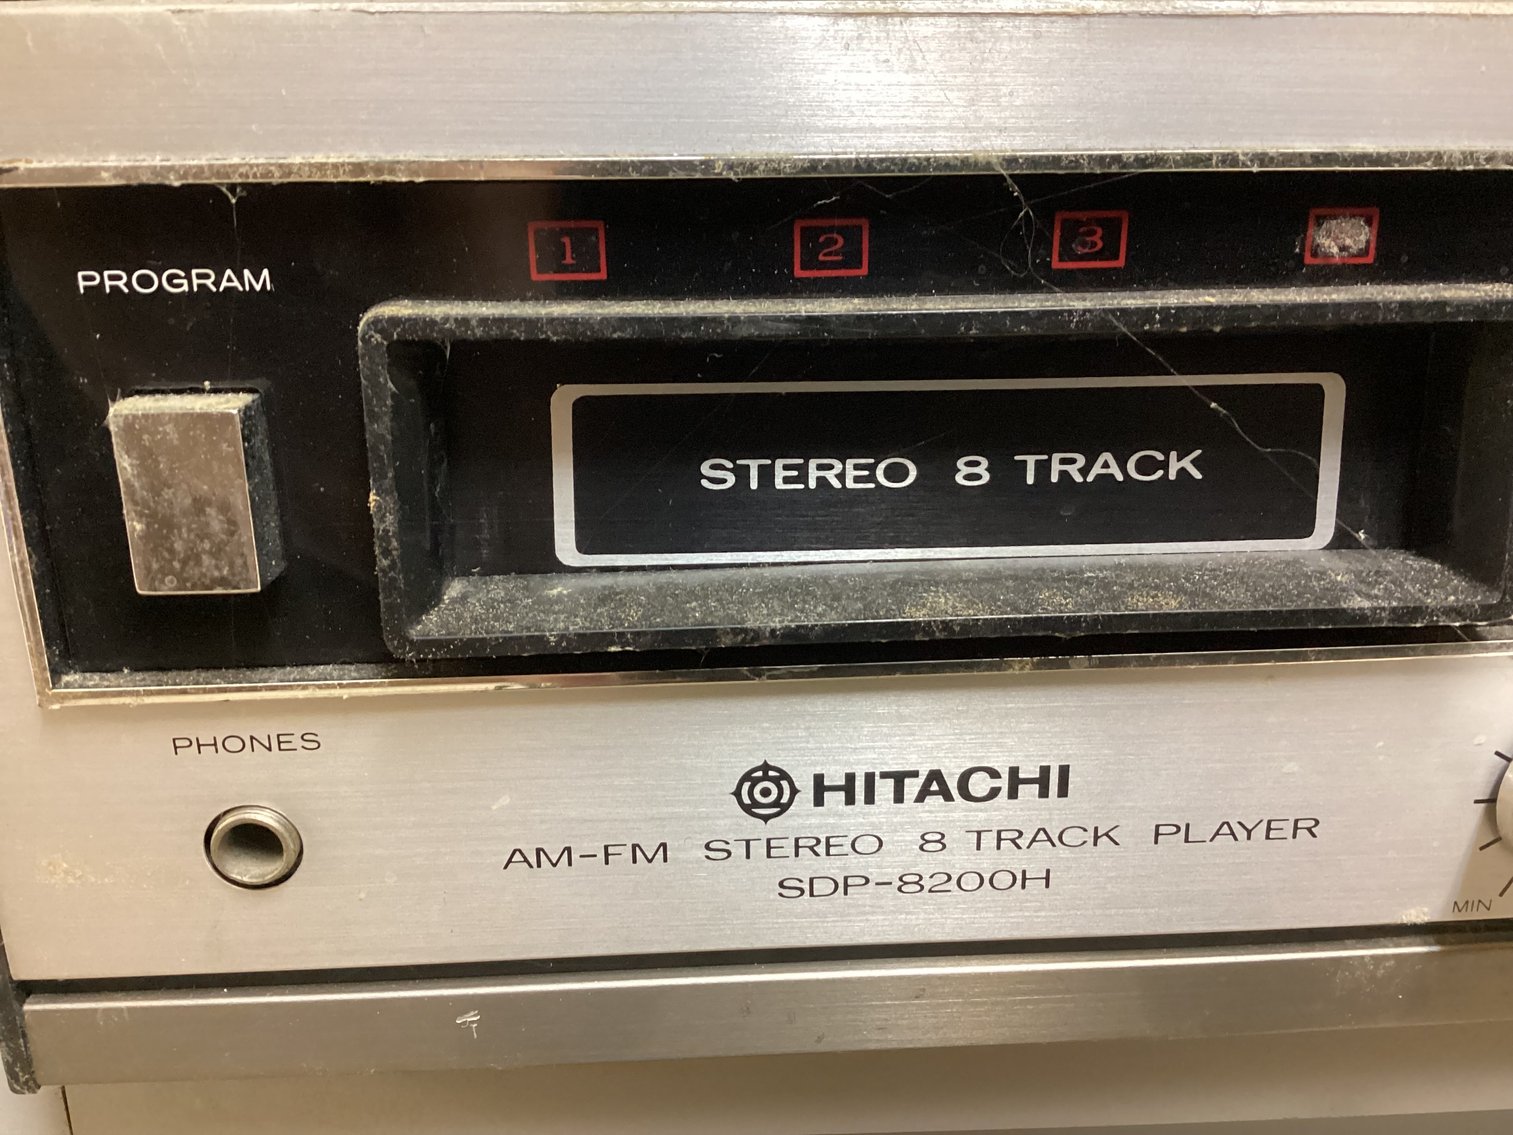 1 2 3
PROGRAM
STEREO 8 TRACK
PHONES
HITACHI
AM-FM STEREO 8 TRACK PLAYER
SDP-8200H
MIN